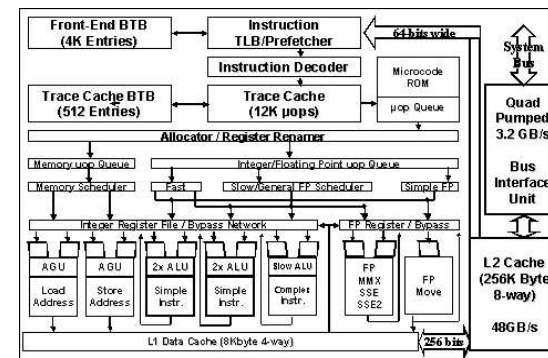 Front-End BTB
(4K Entries)
Instruction
TLB/Prefetcher
64-bits wide
System
Bus
Instruction Decoder
Microcode
ROM
Trace Cache BTB
(512 Entries)
Trace Cache
(12K µops)
µop Queue
Quad
Pumped
3.2 GB/s
Bus
Interface
Unit
Allocator / Register Renamer
Memory uop Queue
Integer/Floating Point uop Queue
Memory Scheduler
Fast
Slow/General FP Scheduler
Simple FP
Integer Register File / Bypass Network
FP Register / Bypass
AGU
Load
Address
AGU
Store
Address
2x ALU
Simple
Instr.
2x ALU
Simple
Instr.
Slow ALU
Complex
Instr.
FP
MMX
SSE
SSE2
FP
Move
L2 Cache
(256K Byte
8-way)
48GB/s
L1 Data Cache (8Kbyte 4-way)
256 bits